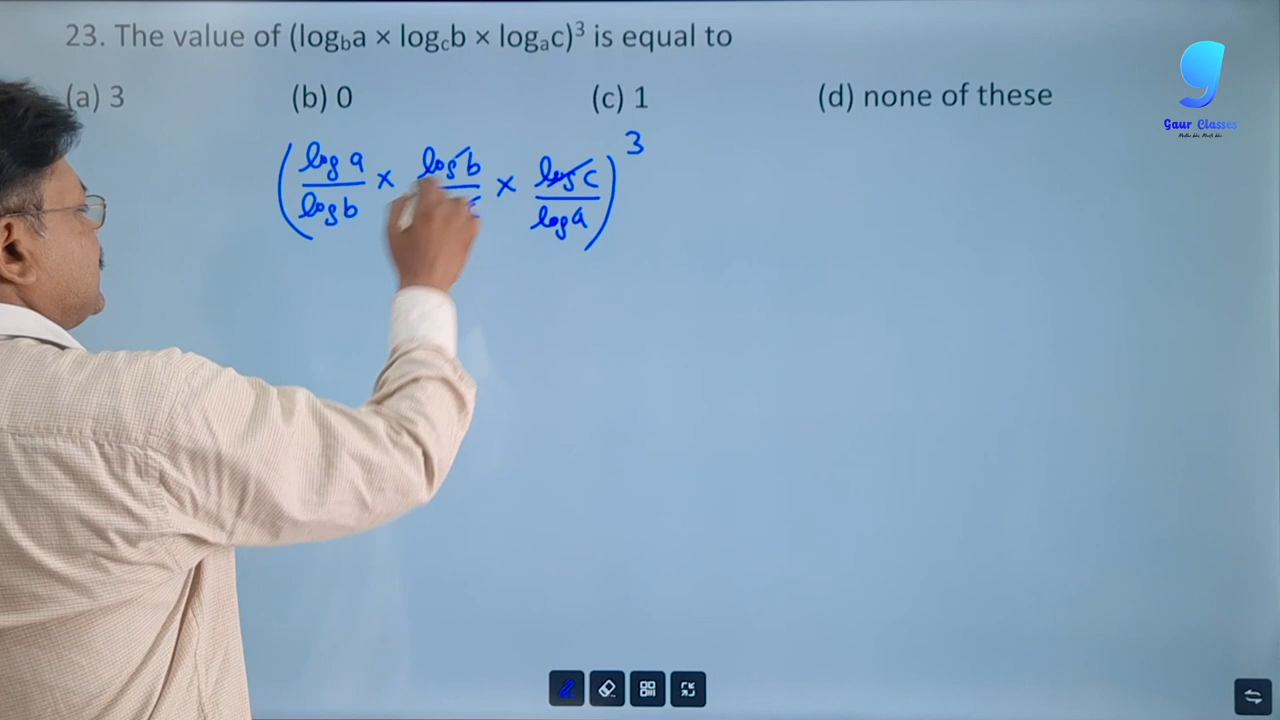 23. The value of (log_b a × log_c b × log_a c)³ is equal to
(a) 3 (b) 0 (c) 1 (d) none of these
(log a / log b × log b / × log c / log a)³
g
Gaur Classes